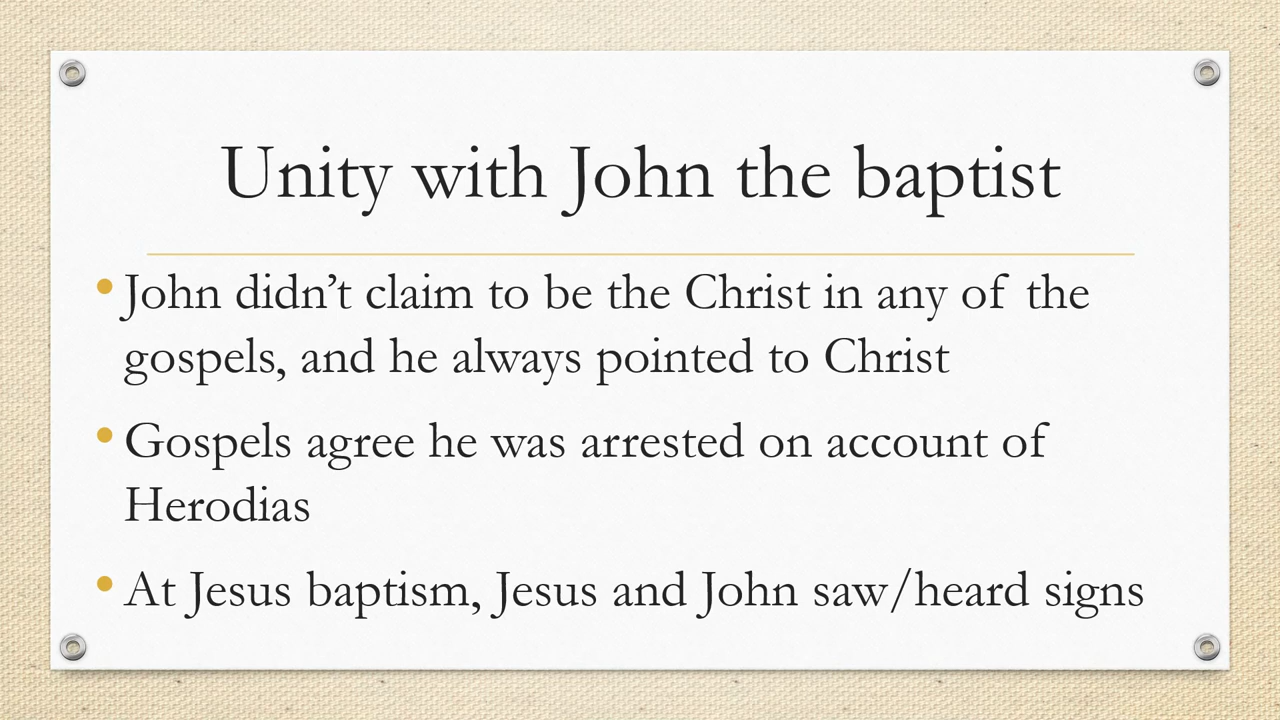 Unity with John the baptist
John didn’t claim to be the Christ in any of the
gospels, and he always pointed to Christ
Gospels agree he was arrested on account of
Herodias
At Jesus baptism, Jesus and John saw/heard signs